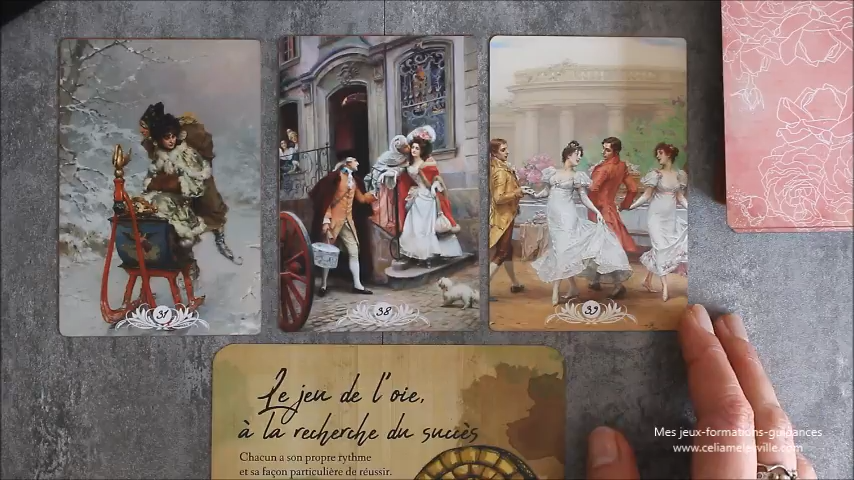 31
38
39
Le jeu de l'oie,
à la recherche du succès
Chacun a son propre rythme
et sa façon particulière de réussir.
Mes jeux-formations-guidances
www.celiamelesville.com